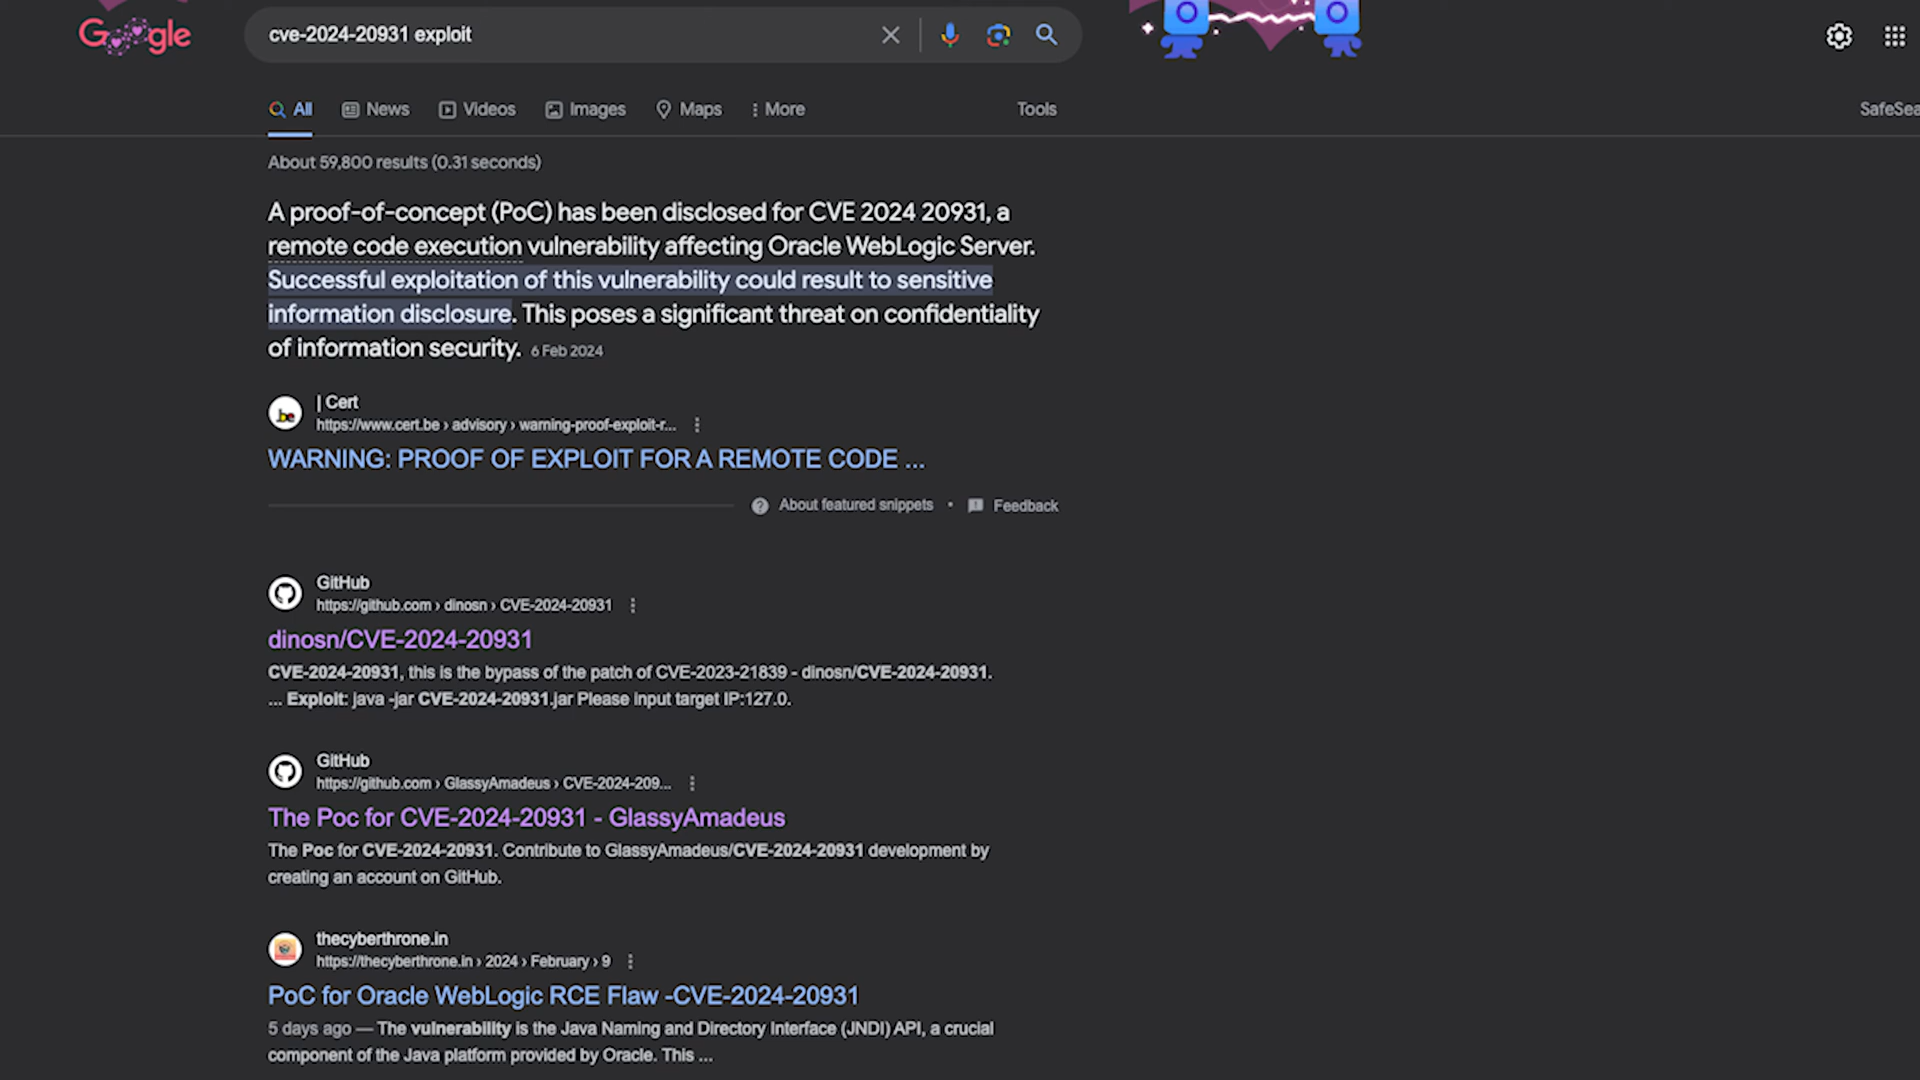 Google
cve-2024-20931 exploit
All News Videos Images Maps More Tools SafeSea
About 59,800 results (0.31 seconds)
A proof-of-concept (PoC) has been disclosed for CVE 2024 20931, a
remote code execution vulnerability affecting Oracle WebLogic Server.
Successful exploitation of this vulnerability could result to sensitive
information disclosure. This poses a significant threat on confidentiality
of information security. 6 Feb 2024
.be
| Cert
https://www.cert.be › advisory › warning-proof-exploit-r...
WARNING: PROOF OF EXPLOIT FOR A REMOTE CODE ...
About featured snippets • Feedback
GitHub
https://github.com › dinosn › CVE-2024-20931
dinosn/CVE-2024-20931
CVE-2024-20931, this is the bypass of the patch of CVE-2023-21839 - dinosn/CVE-2024-20931.
... Exploit: java -jar CVE-2024-20931.jar Please input target IP:127.0.
GitHub
https://github.com › GlassyAmadeus › CVE-2024-209...
The Poc for CVE-2024-20931 - GlassyAmadeus
The Poc for CVE-2024-20931. Contribute to GlassyAmadeus/CVE-2024-20931 development by
creating an account on GitHub.
thecyberthrone.in
https://thecyberthrone.in › 2024 › February › 9
PoC for Oracle WebLogic RCE Flaw -CVE-2024-20931
5 days ago — The vulnerability is the Java Naming and Directory Interface (JNDI) API, a crucial
component of the Java platform provided by Oracle. This ...